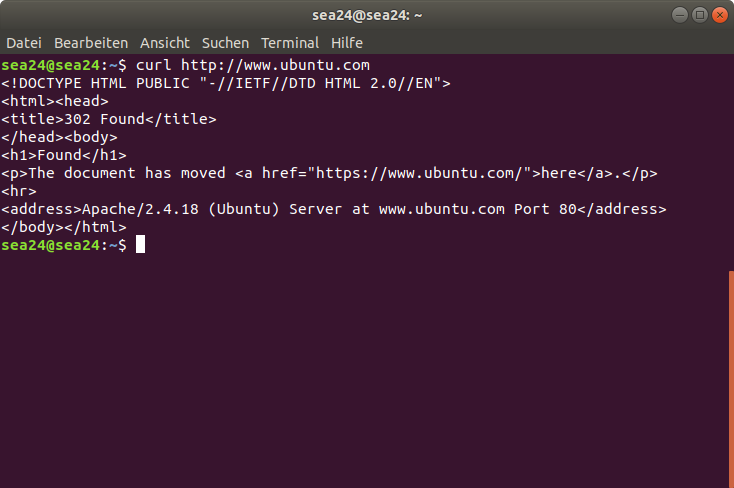 sea24@sea24: ~
Datei Bearbeiten Ansicht Suchen Terminal Hilfe
sea24@sea24:~$ curl http://www.ubuntu.com
<!DOCTYPE HTML PUBLIC "-//IETF//DTD HTML 2.0//EN">
<html><head>
<title>302 Found</title>
</head><body>
<h1>Found</h1>
<p>The document has moved <a href="https://www.ubuntu.com/">here</a>.</p>
<hr>
<address>Apache/2.4.18 (Ubuntu) Server at www.ubuntu.com Port 80</address>
</body></html>
sea24@sea24:~$